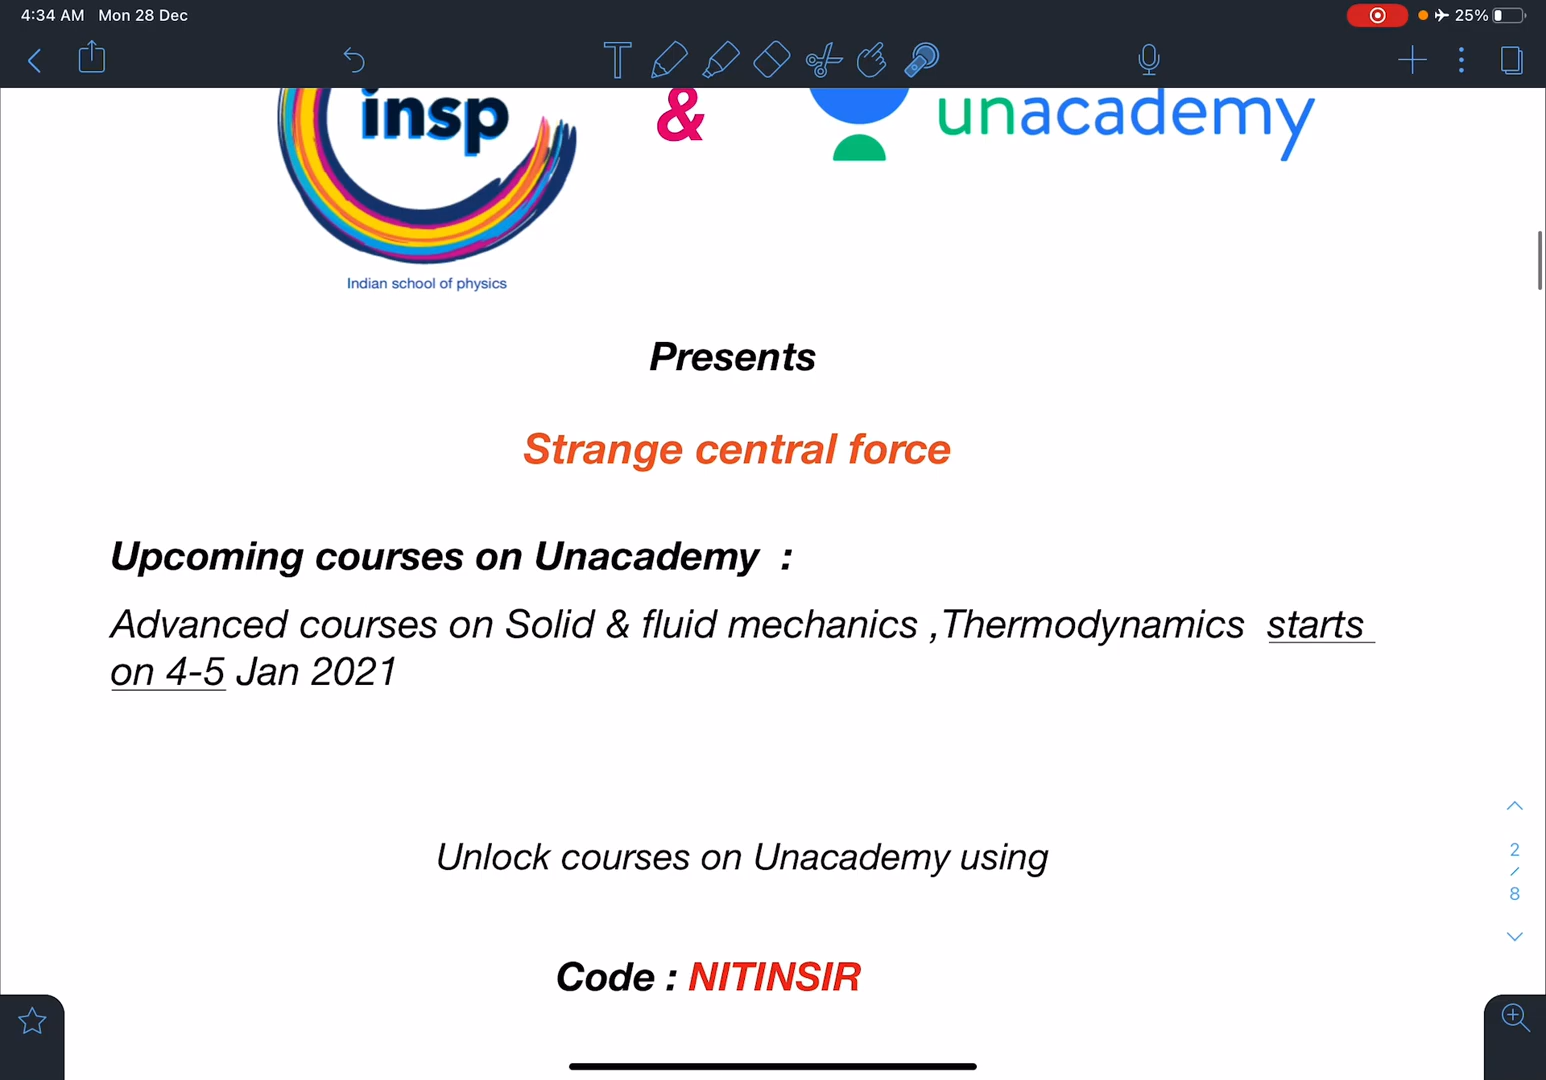 4:34 AM Mon 28 Dec
25%
insp & unacademy
Indian school of physics
Presents
Strange central force
Upcoming courses on Unacademy :
Advanced courses on Solid & fluid mechanics ,Thermodynamics starts
on 4-5 Jan 2021
Unlock courses on Unacademy using
2
/
8
Code : NITINSIR